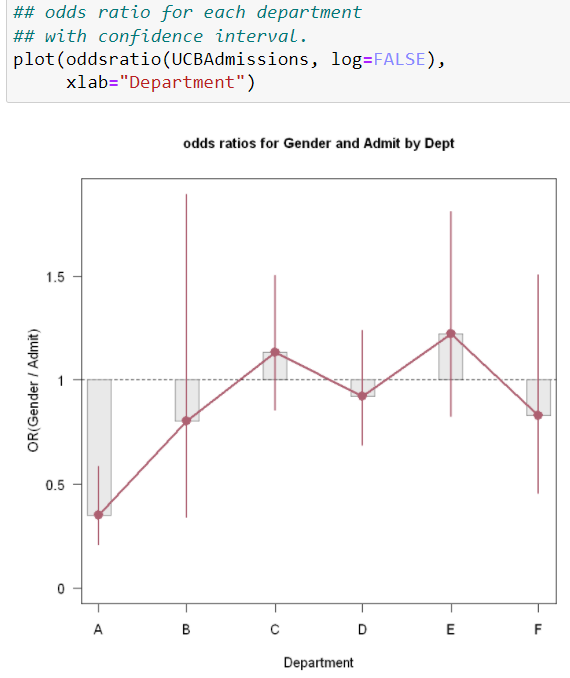 ## odds ratio for each department
## with confidence interval.
plot(oddsratio(UCBAdmissions, log=FALSE),
     xlab="Department")
odds ratios for Gender and Admit by Dept
OR(Gender / Admit)
1.5
1
0.5
0
A B C D E F
Department